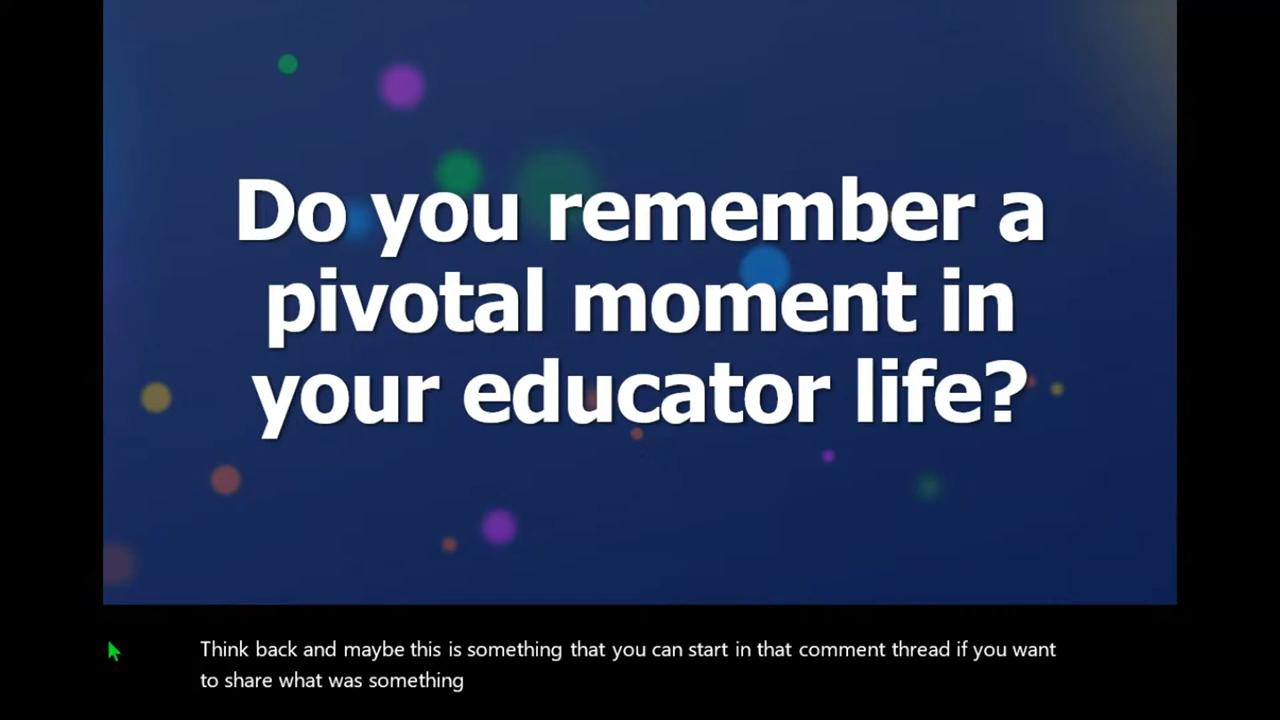 Do you remember a
pivotal moment in
your educator life?
Think back and maybe this is something that you can start in that comment thread if you want
to share what was something